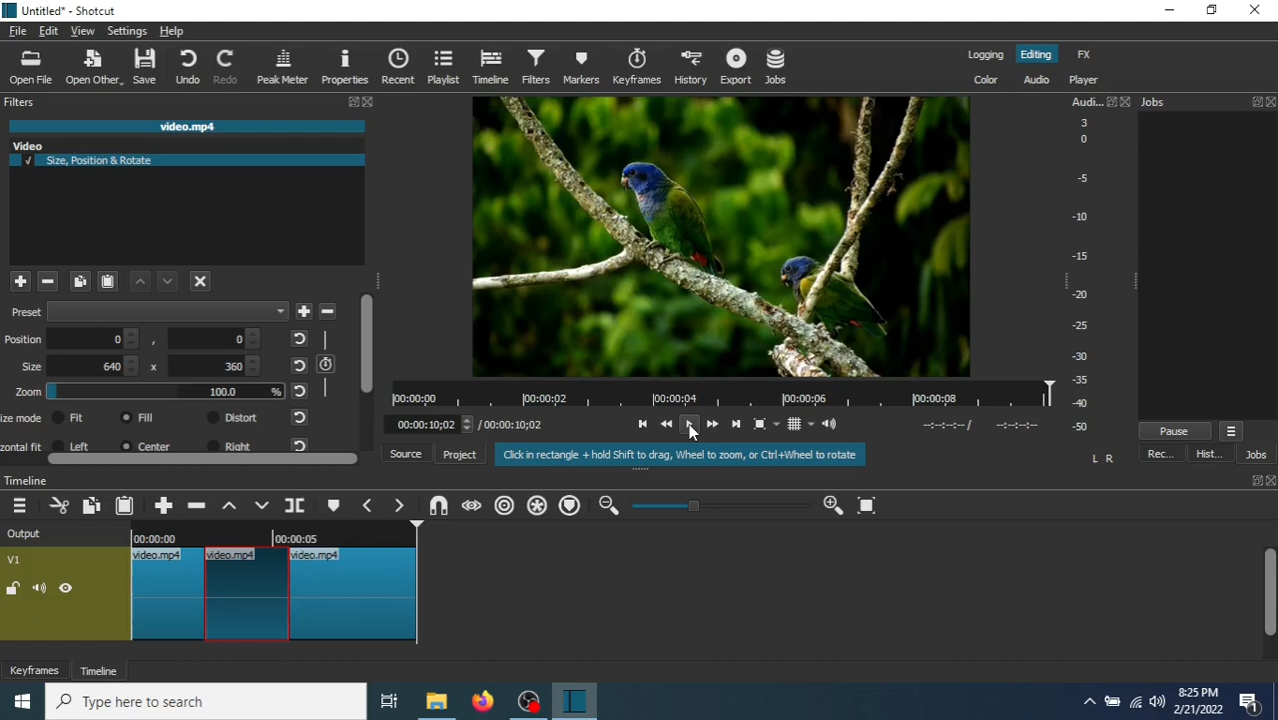 Untitled* - Shotcut
File Edit View Settings Help
Open File Open Other... Save Undo Redo Peak Meter Properties Recent Playlist Timeline Filters Markers Keyframes History Export Jobs
Logging Editing FX
Color Audio Player
Filters
Audi...
Jobs
video.mp4
Video
✓ Size, Position & Rotate
3
0
-5
-10
-15
-20
-25
-30
-35
-40
-50
L R
Preset
Position 0 , 0
Size 640 x 360
Zoom 100.0 %
ize mode Fit Fill Distort
zontal fit Left Center Right
00:00:00 00:00:02 00:00:04 00:00:06 00:00:08
00:00:10;02 / 00:00:10;02
--:--:--:-- / --:--:--:--
Source Project
Click in rectangle + hold Shift to drag, Wheel to zoom, or Ctrl+Wheel to rotate
Pause
Rec... Hist... Jobs
Timeline
Output
00:00:00 00:00:05
V1
video.mp4 video.mp4 video.mp4
Keyframes Timeline
Type here to search
8:25 PM
2/21/2022
1